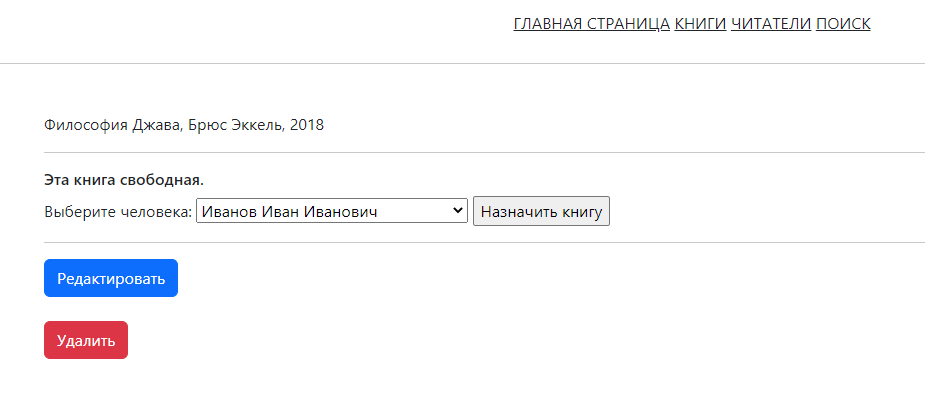 ГЛАВНАЯ СТРАНИЦА КНИГИ ЧИТАТЕЛИ ПОИСК
Философия Джава, Брюс Эккель, 2018
Эта книга свободная.
Выберите человека: Иванов Иван Иванович Назначить книгу
Редактировать
Удалить